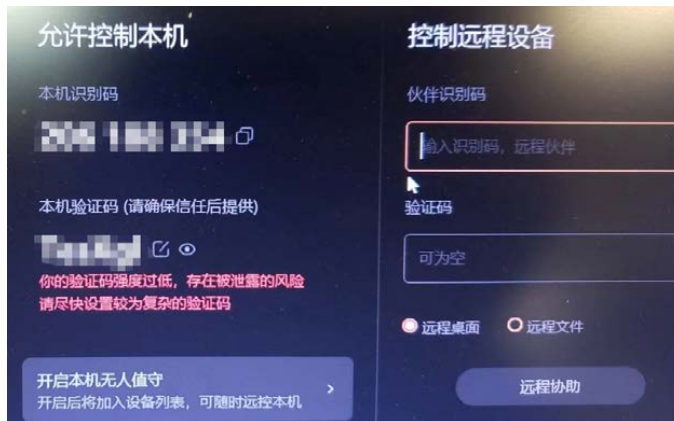 允许控制本机
本机识别码
本机验证码 (请确保信任后提供)
你的验证码强度过低，存在被泄露的风险
请尽快设置较为复杂的验证码
开启本机无人值守
开启后将加入设备列表，可随时远控本机
控制远程设备
伙伴识别码
输入识别码，远程伙伴
验证码
可为空
远程桌面
远程文件
远程协助